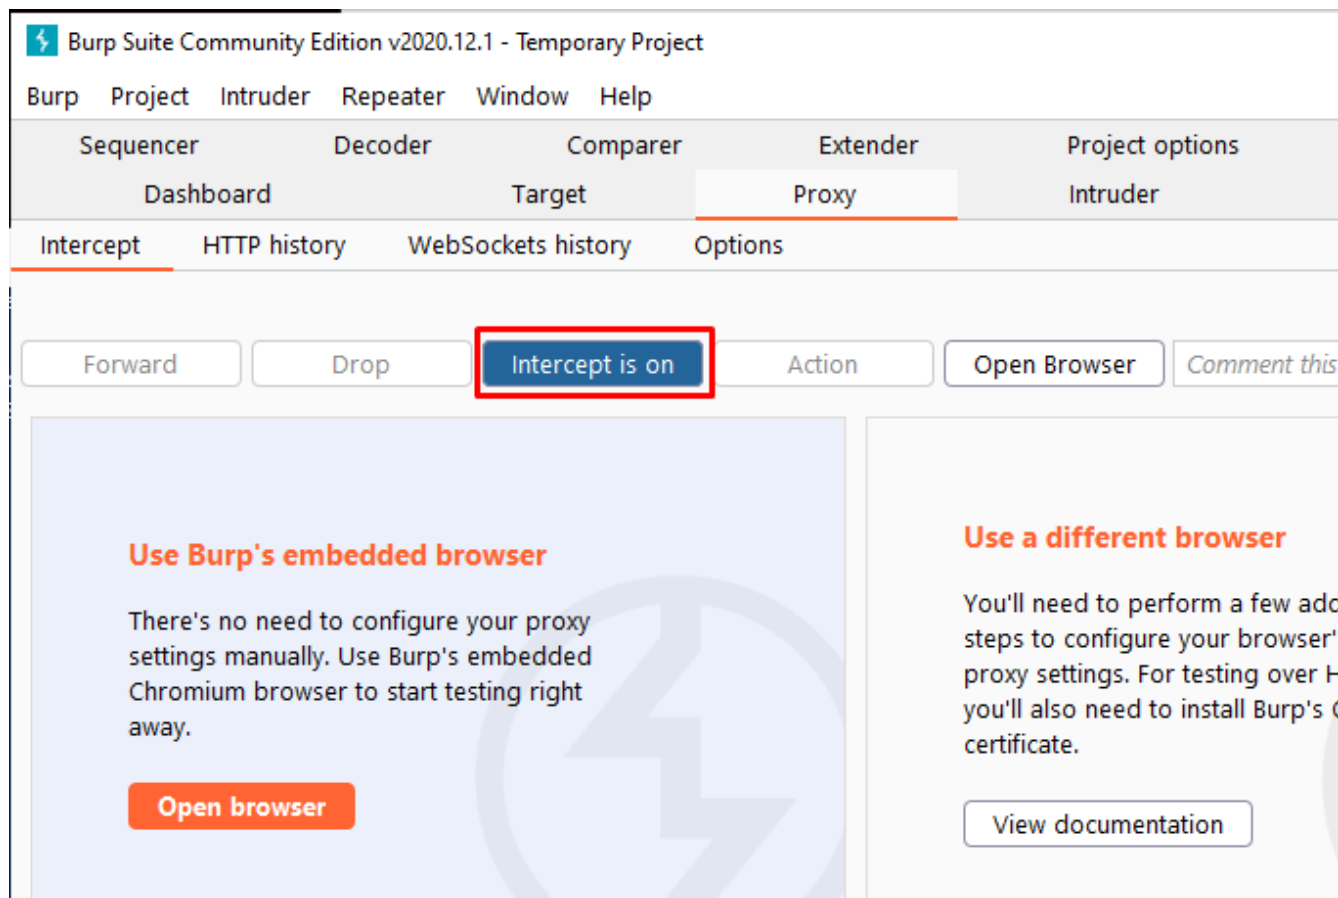 Burp Suite Community Edition v2020.12.1 - Temporary Project
Burp Project Intruder Repeater Window Help
Sequencer Decoder Comparer Extender Project options
Dashboard Target Proxy Intruder
Intercept HTTP history WebSockets history Options
Forward Drop Intercept is on Action Open Browser Comment this
Use Burp's embedded browser
There's no need to configure your proxy
settings manually. Use Burp's embedded
Chromium browser to start testing right
away.
Open browser
Use a different browser
You'll need to perform a few
steps to configure your browser'
proxy settings. For testing over
you'll also need to install Burp's
certificate.
View documentation